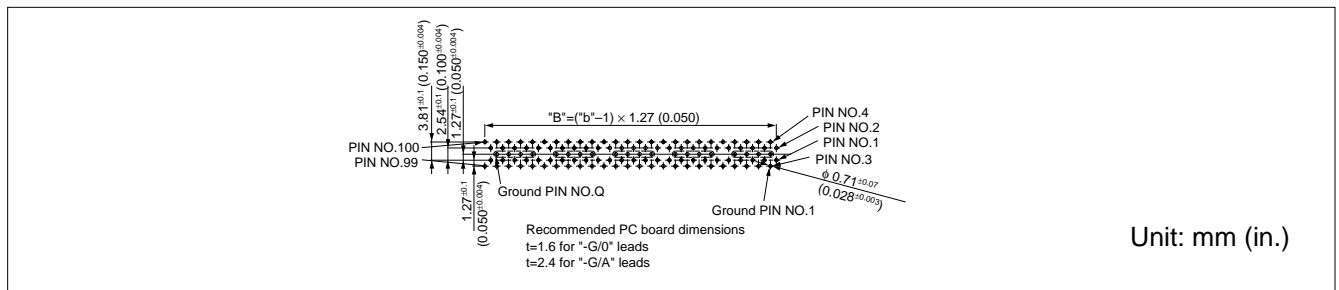 3.81±0.1 (0.150±0.004)
2.54±0.1 (0.100±0.004)
1.27±0.1 (0.050±0.004)
"B"=("b"–1) × 1.27 (0.050)
PIN NO.4
PIN NO.2
PIN NO.1
PIN NO.3
PIN NO.100
PIN NO.99
1.27±0.1
(0.050±0.004)
Ground PIN NO.Q
ϕ 0.71±0.07
(0.028±0.003)
Ground PIN NO.1
Recommended PC board dimensions
t=1.6 for "-G/0" leads
t=2.4 for "-G/A" leads
Unit: mm (in.)